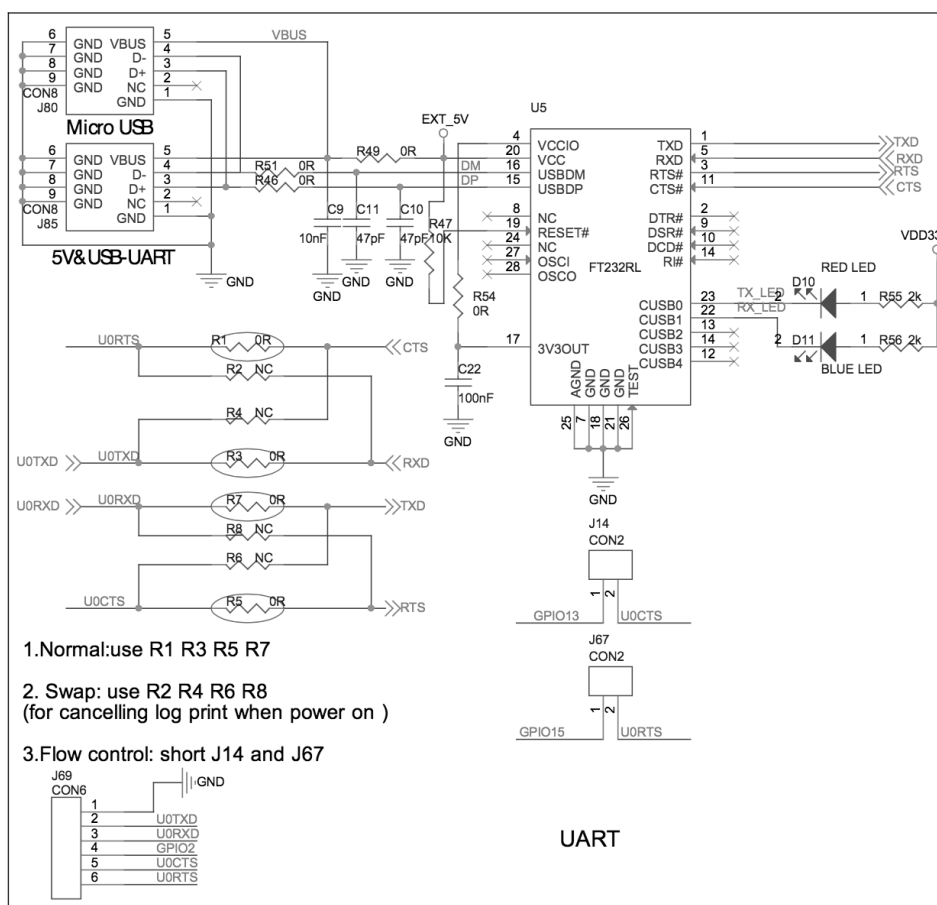 VBUS
6 GND VBUS 5
7 GND D- 4
8 GND D+ 3
9 GND NC 2
CON8 GND 1
J80
Micro USB
6 GND VBUS 5
7 GND D- 4
8 GND D+ 3
9 GND NC 2
CON8 GND 1
J85
5V&USB-UART
GND
R49 0R
R51 0R DM
R46 0R DP
EXT_5V
C9 C11 C10 R47
10nF 47pF 47pF 10K
GND GND GND
R54
0R
C22
100nF
GND
U5
4 VCCIO TXD 1 TXD
20 VCC RXD 5 RXD
16 USBDM RTS# 3 RTS
15 USBDP CTS# 11 CTS
8 NC DTR# 2
19 RESET# DSR# 9
24 NC DCD# 10
27 OSCI RI# 14
28 OSCO
FT232RL
17 3V3OUT
CUSB0 23 TX_LED
CUSB1 22 RX_LED
CUSB2 13
CUSB3 14
CUSB4 12
AGND GND GND GND TEST
25 7 18 21 26
GND
VDD33
RED LED
2 D10 1 R55 2k
2 D11 1 R56 2k
BLUE LED
U0RTS R1 0R CTS
R2 NC
R4 NC
U0TXD U0TXD R3 0R RXD
U0RXD U0RXD R7 0R TXD
R8 NC
R6 NC
U0CTS R5 0R RTS
J14
CON2
1 2
GPIO13 U0CTS
J67
CON2
1 2
GPIO15 U0RTS
1.Normal:use R1 R3 R5 R7
2. Swap: use R2 R4 R6 R8
(for cancelling log print when power on )
3.Flow control: short J14 and J67
J69
CON6
1 GND
2 U0TXD
3 U0RXD
4 GPIO2
5 U0CTS
6 U0RTS
UART